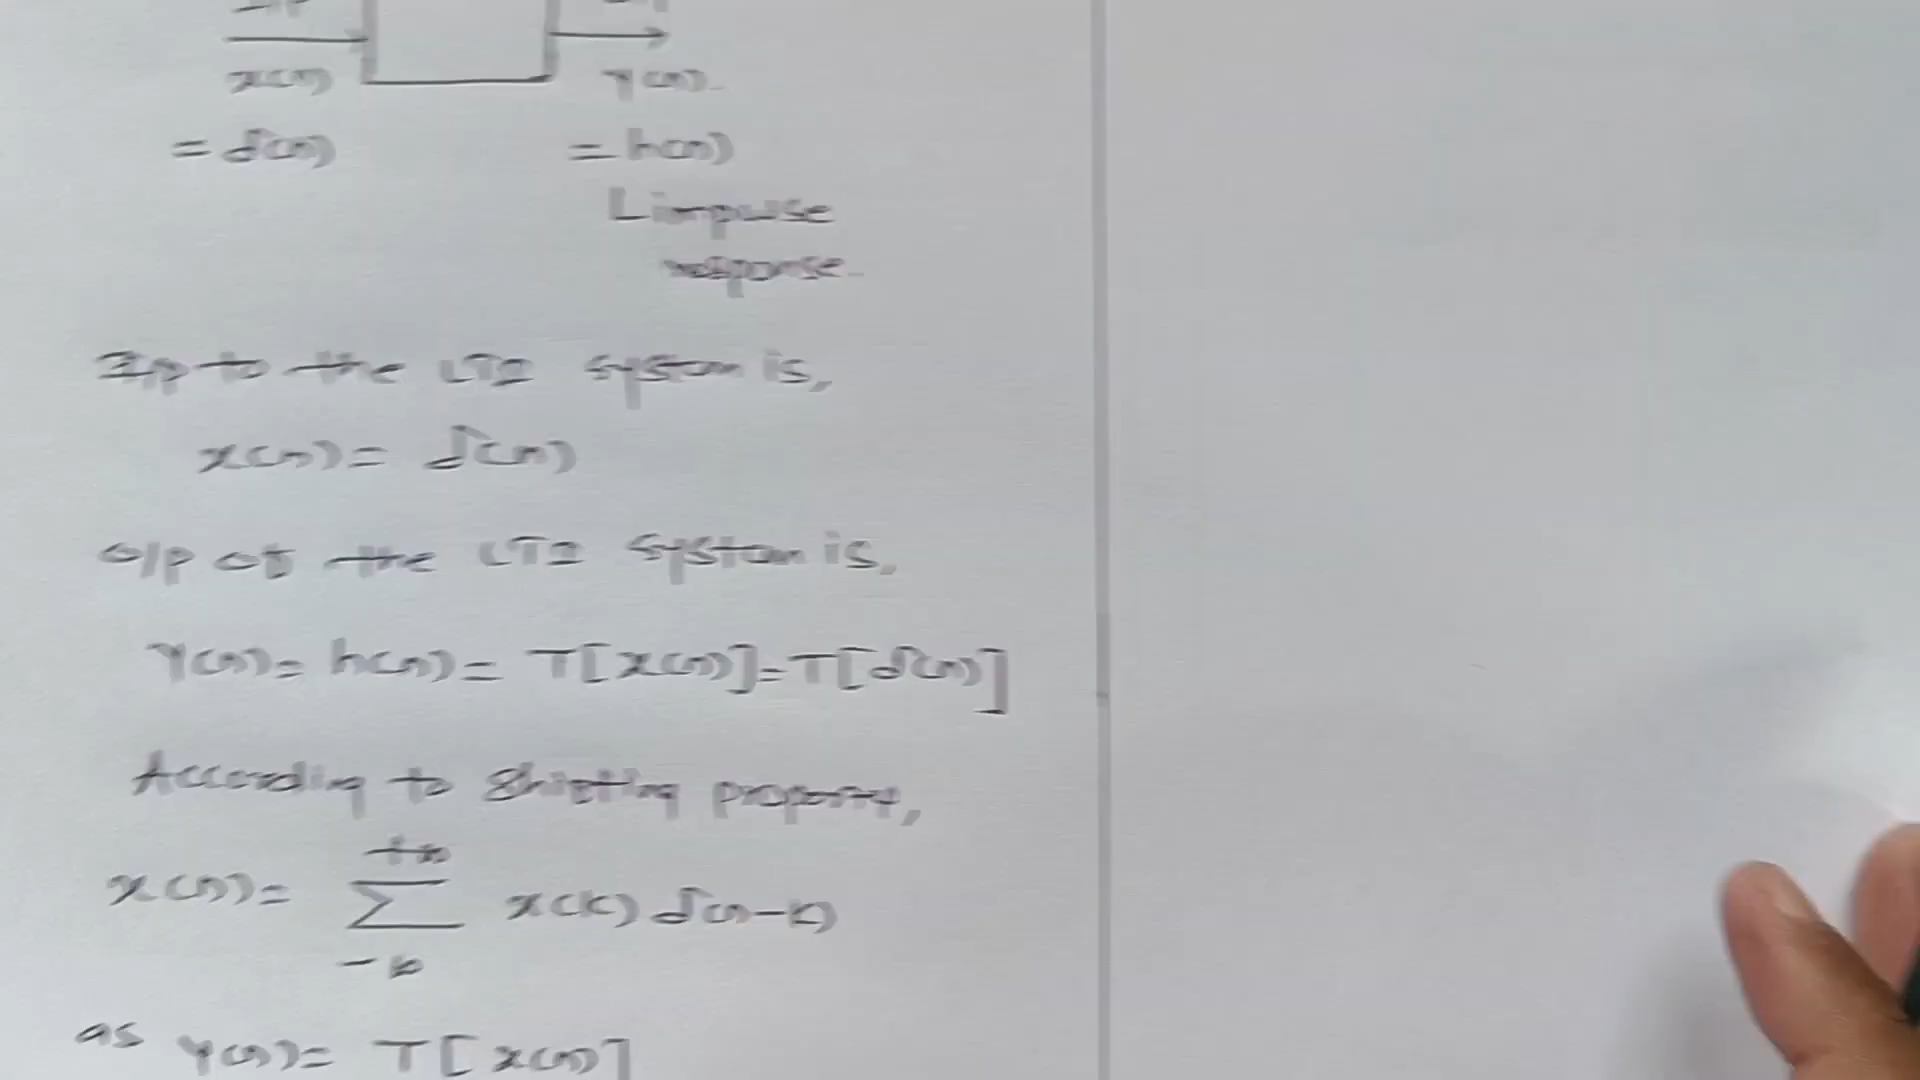 x(n) y(n).
= δ(n) = h(n)
impulse
response.
I/p to the LTI system is,
x(n) = δ(n)
o/p of the LTI system is,
y(n) = h(n) = T[x(n)] = T[δ(n)]
According to Shifting property,
+∞
x(n) = Σ x(k) δ(n-k)
-∞
as y(n) = T[x(n)]